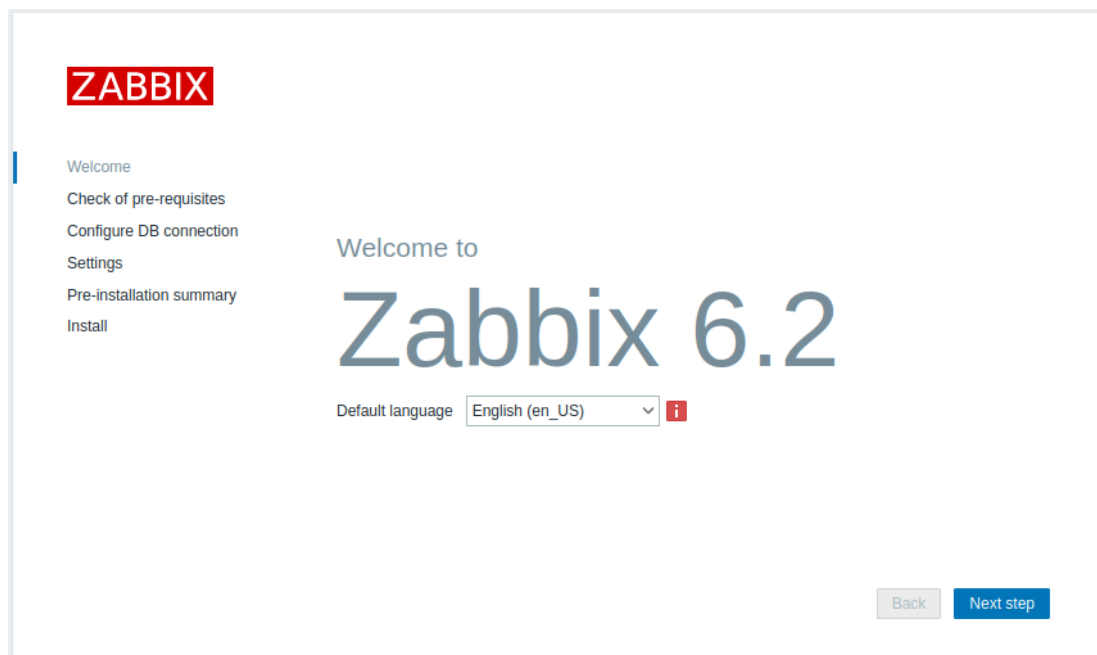 ZABBIX
Welcome
Check of pre-requisites
Configure DB connection
Settings
Pre-installation summary
Install
Welcome to
Zabbix 6.2
Default language English (en_US) i
Back Next step